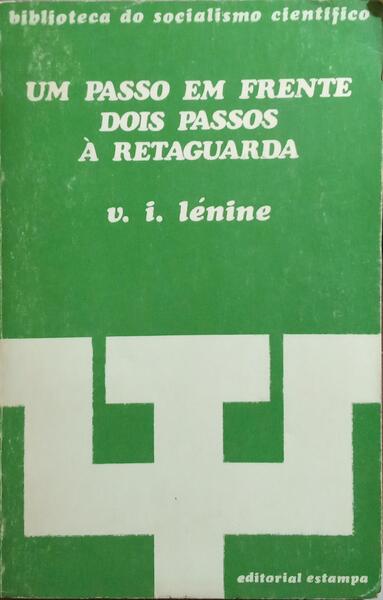 biblioteca do socialismo científico
UM PASSO EM FRENTE
DOIS PASSOS
À RETAGUARDA
v. i. lénine
editorial estampa